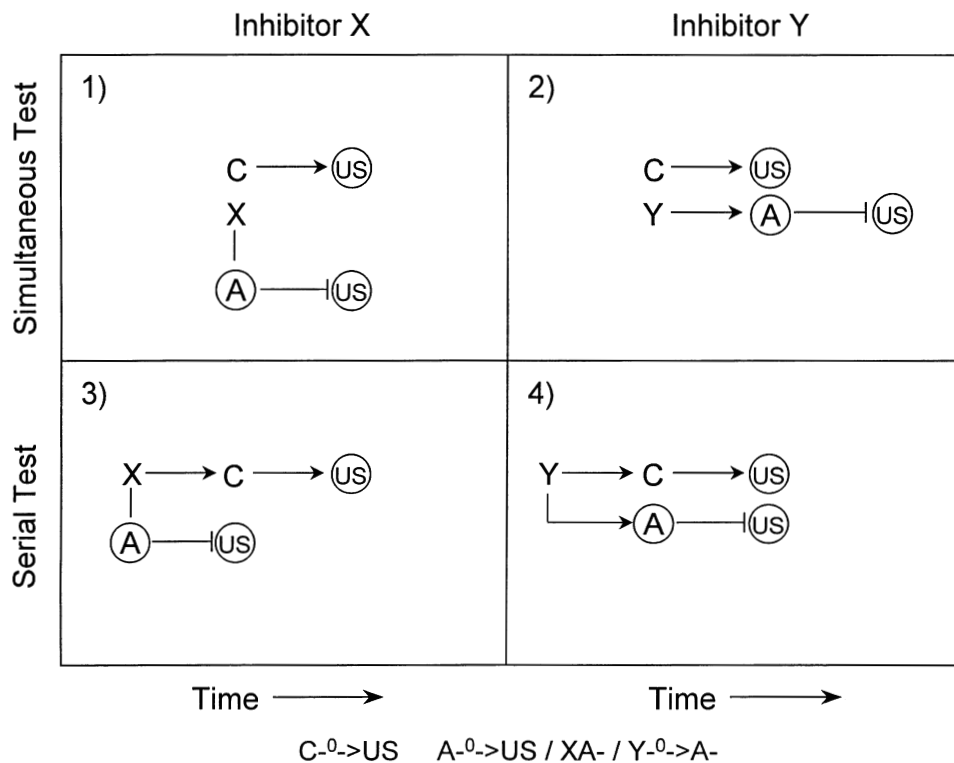 Inhibitor X Inhibitor Y
Simultaneous Test
1) 2)
C US C US
X Y A US
A US
Serial Test
3) 4)
X C US Y C US
A US A US
Time Time
C-⁰->US A-⁰->US / XA- / Y-⁰->A-